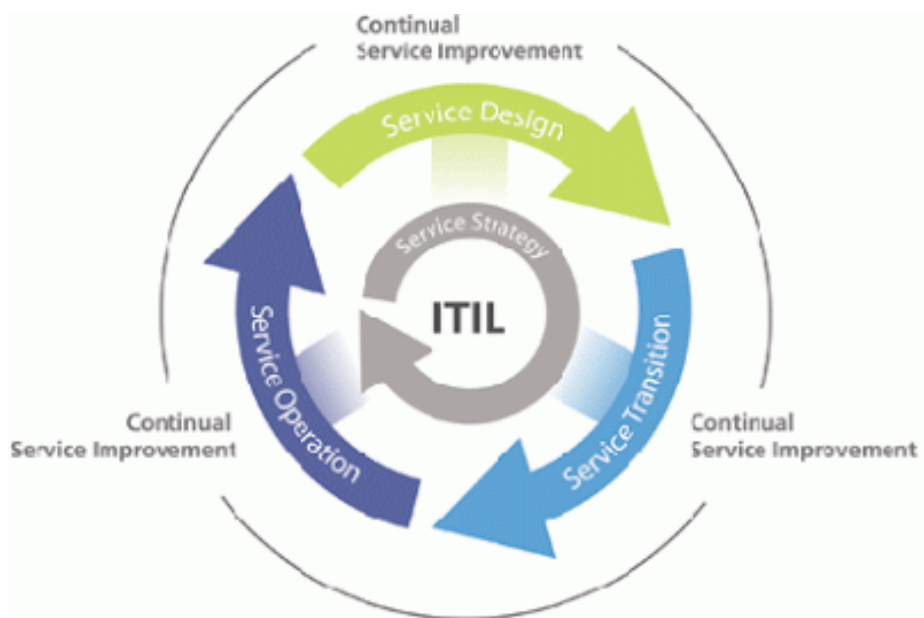 Continual
Service Improvement
Service Design
Service Strategy
ITIL
Service Operation
Service Transition
Continual
Service Improvement
Continual
Service Improvement